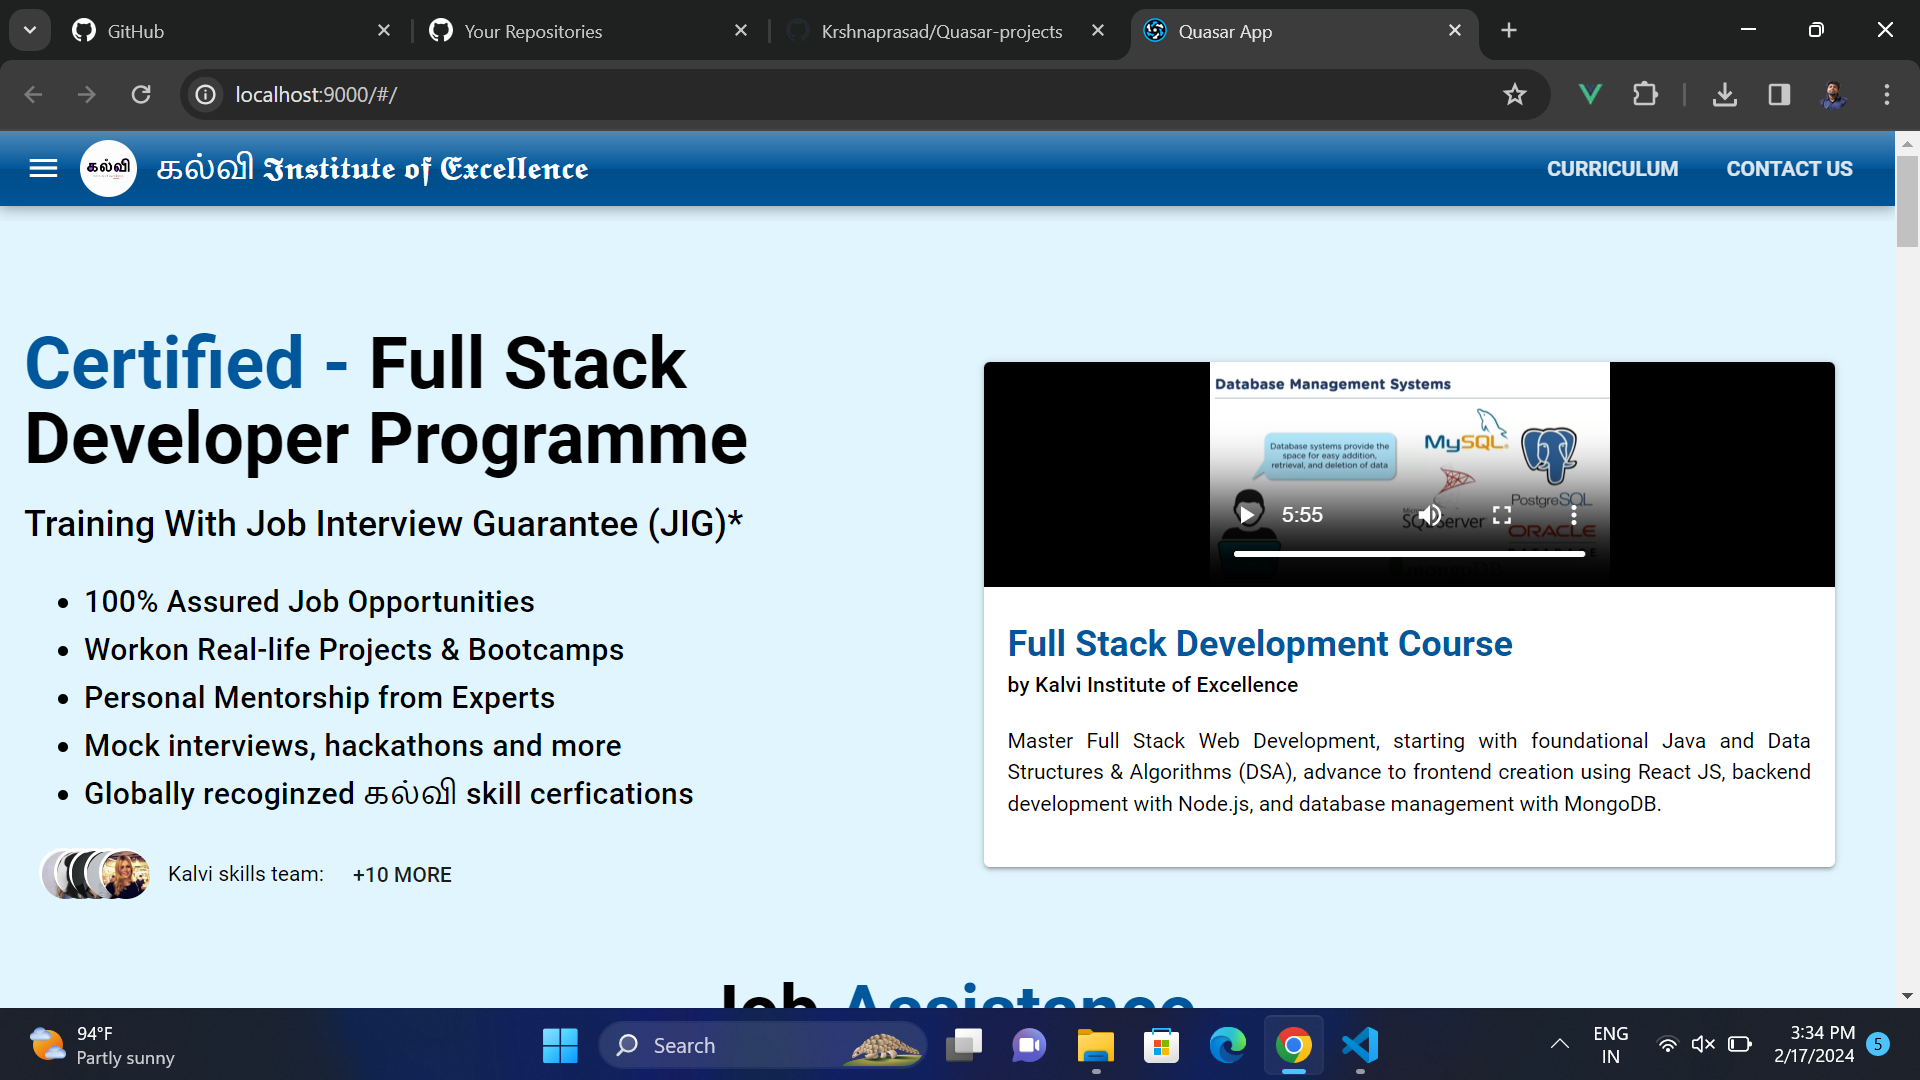 GitHub
Your Repositories
Krshnaprasad/Quasar-projects
Quasar App
localhost:9000/#/
கல்வி
கல்வி Institute of Excellence
CURRICULUM
CONTACT US
Certified - Full Stack
Developer Programme
Training With Job Interview Guarantee (JIG)*
100% Assured Job Opportunities
Workon Real-life Projects & Bootcamps
Personal Mentorship from Experts
Mock interviews, hackathons and more
Globally recoginzed கல்வி skill cerfications
Kalvi skills team:
+10 MORE
Database Management Systems
Database systems provide the
space for easy addition,
retrieval, and deletion of data
MySQL
PostgreSQL
SQL Server
ORACLE
5:55
Full Stack Development Course
by Kalvi Institute of Excellence
Master Full Stack Web Development, starting with foundational Java and Data
Structures & Algorithms (DSA), advance to frontend creation using React JS, backend
development with Node.js, and database management with MongoDB.
Job Assistance
94°F
Partly sunny
Search
ENG
IN
3:34 PM
2/17/2024
5